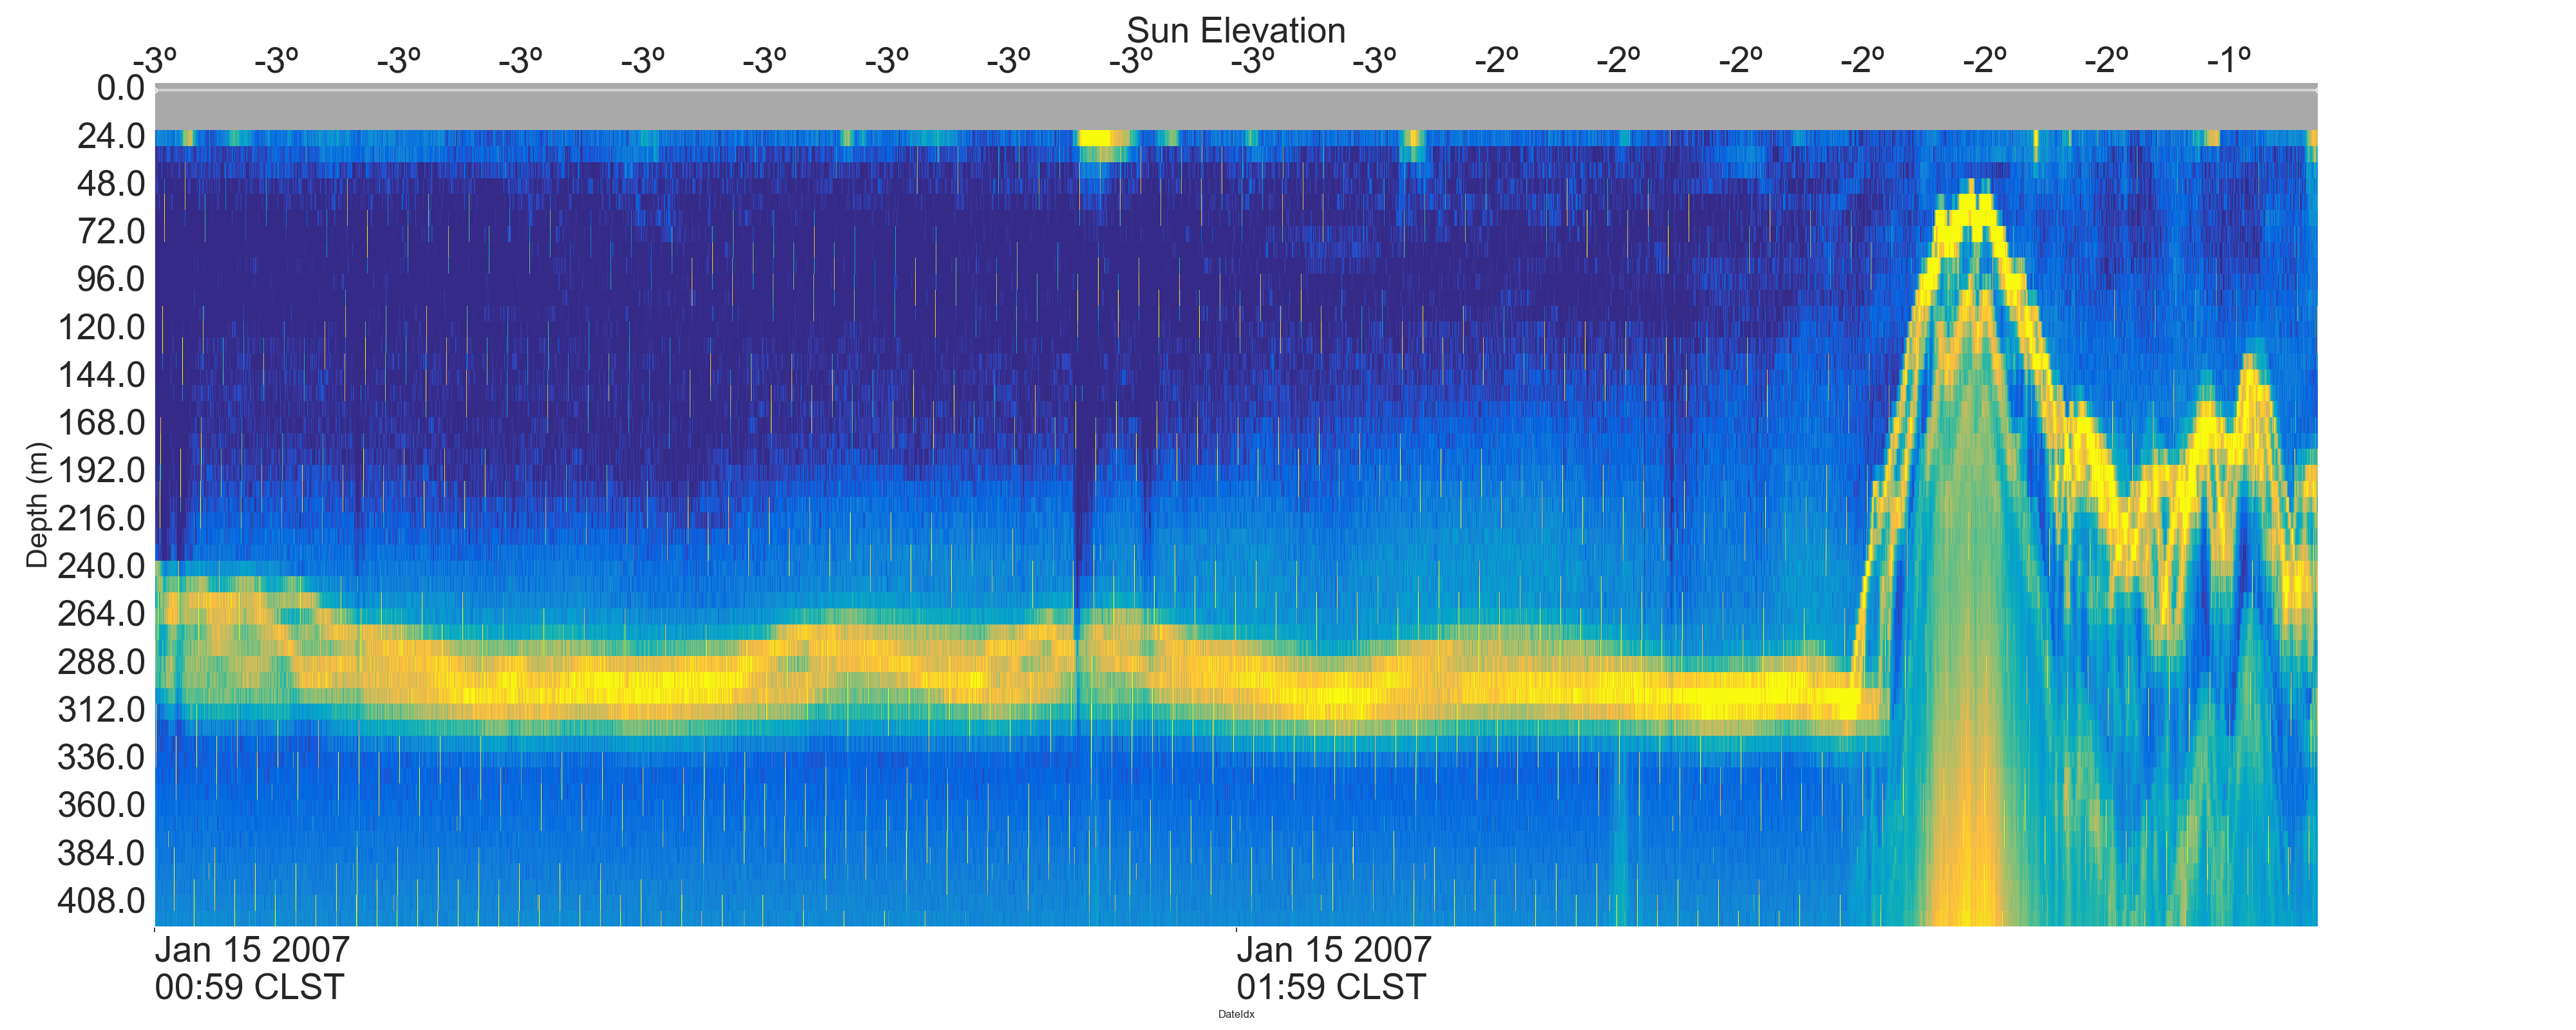 Sun Elevation
-3º -3º -3º -3º -3º -3º -3º -3º -3º -3º -3º -2º -2º -2º -2º -2º -2º -1º
0.0
24.0
48.0
72.0
96.0
120.0
144.0
168.0
192.0
216.0
240.0
264.0
288.0
312.0
336.0
360.0
384.0
408.0
Depth (m)
Jan 15 2007
00:59 CLST
Jan 15 2007
01:59 CLST
DateIdx